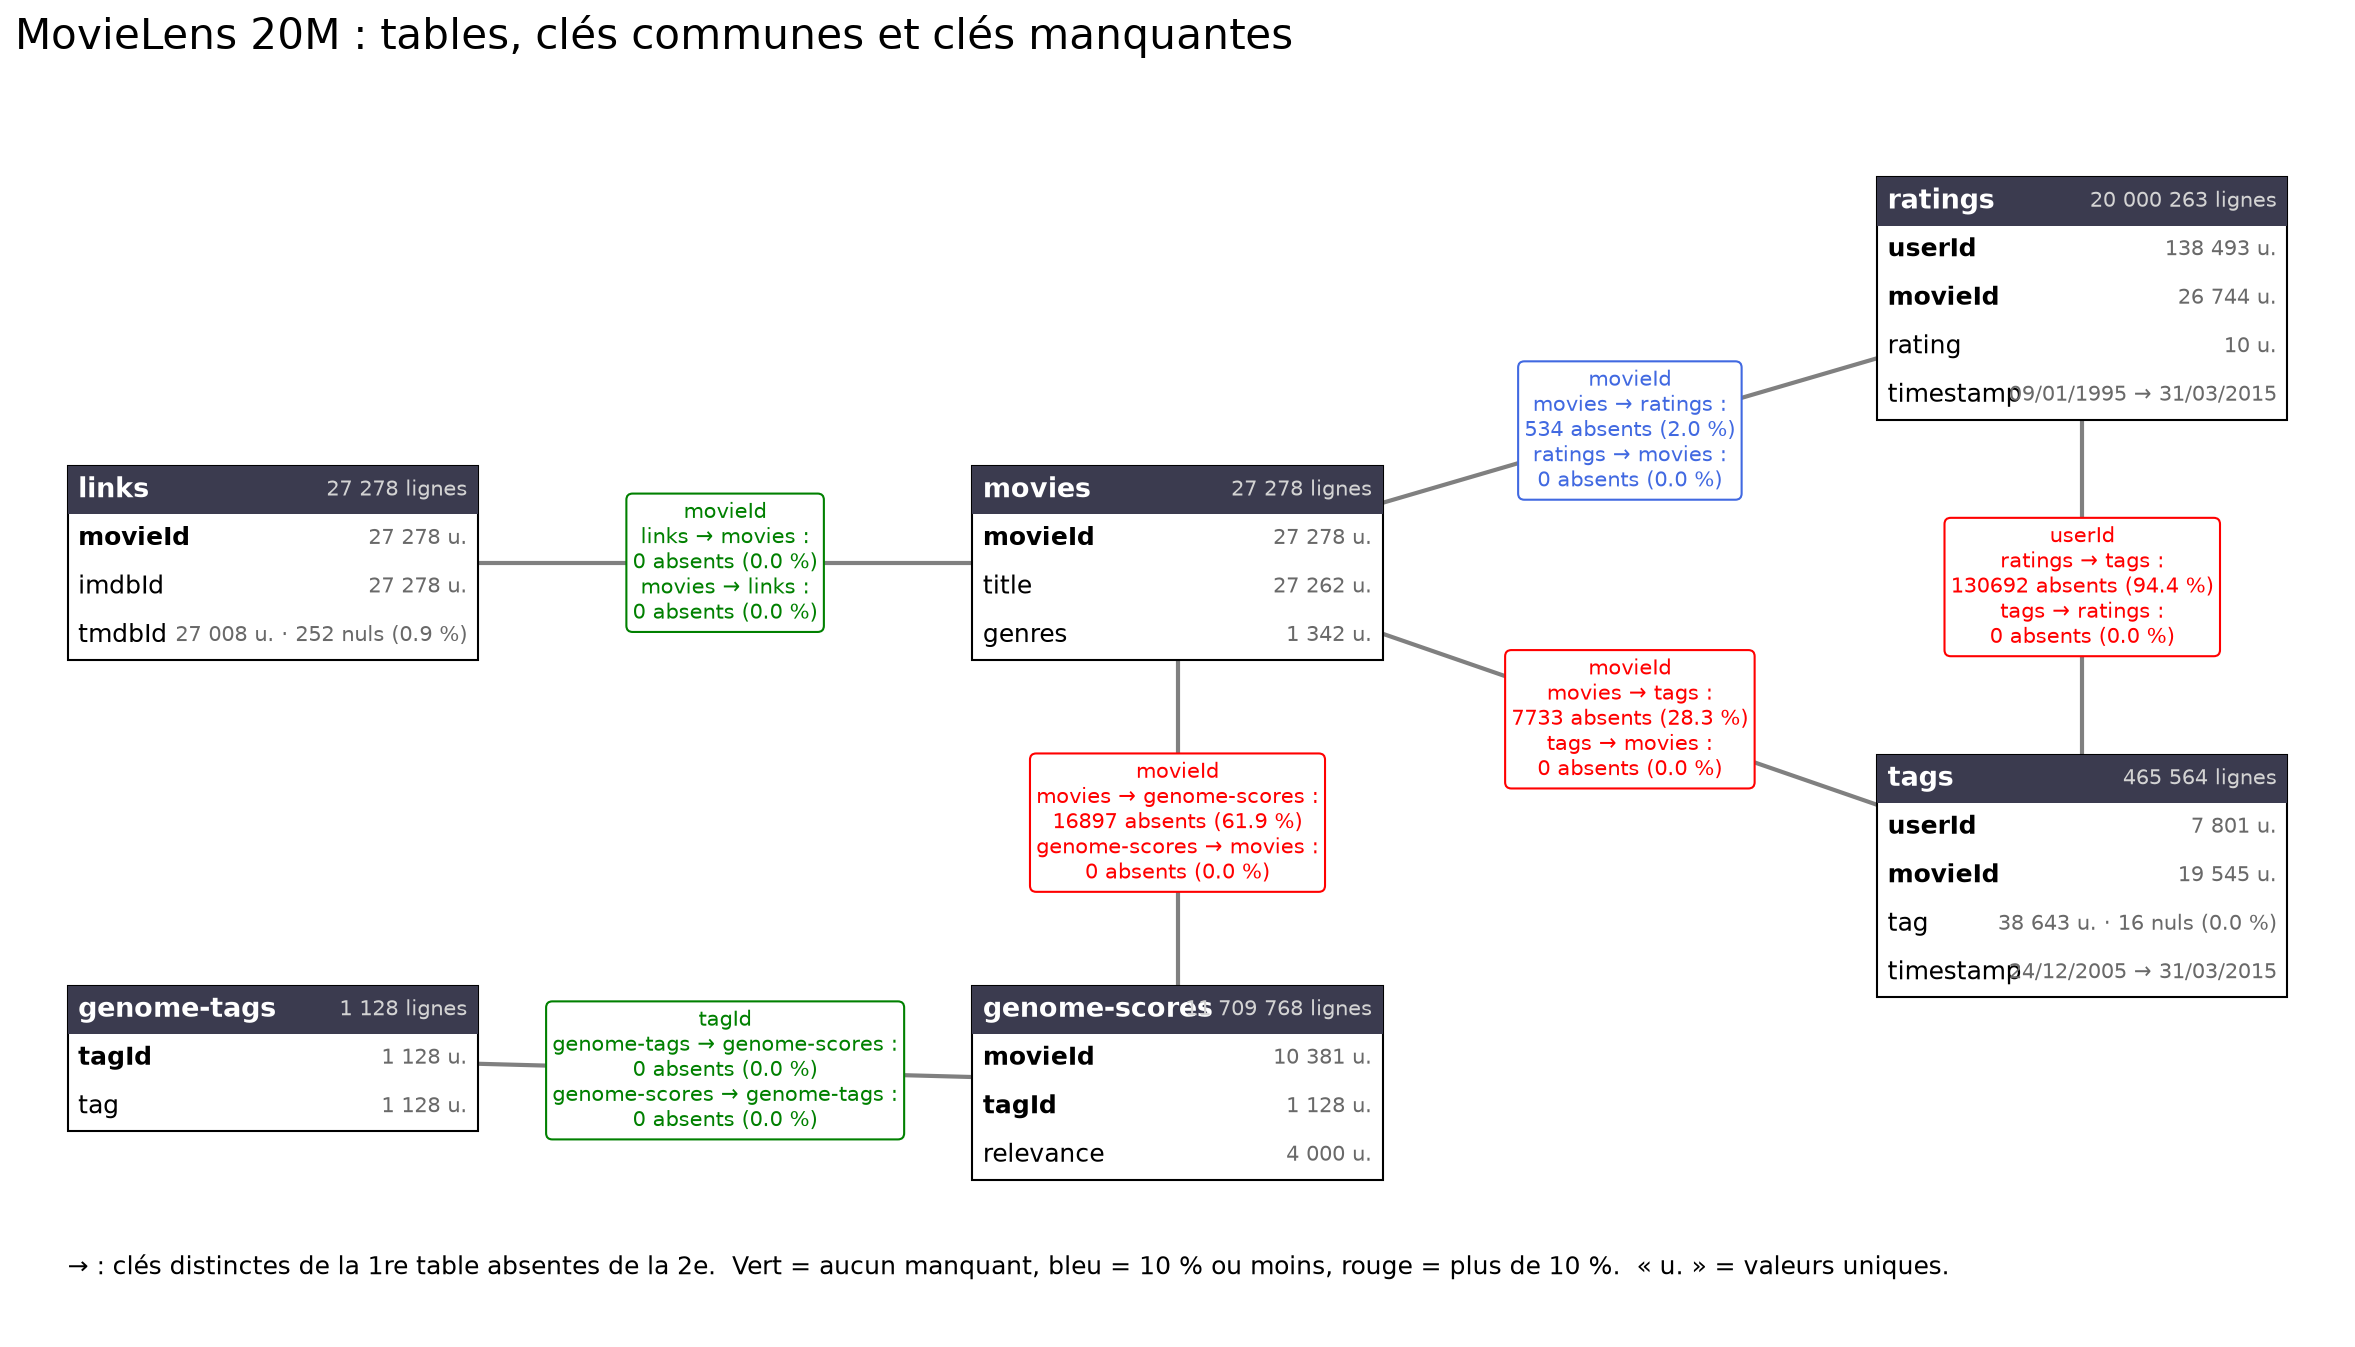 MovieLens 20M : tables, clés communes et clés manquantes
ratings 20 000 263 lignes
userId 138 493 u.
movieId 26 744 u.
rating 10 u.
timestamp 09/01/1995 → 31/03/2015
movieId
movies → ratings :
534 absents (2.0 %)
ratings → movies :
0 absents (0.0 %)
links 27 278 lignes
movieId 27 278 u.
imdbId 27 278 u.
tmdbId 27 008 u. · 252 nuls (0.9 %)
movieId
links → movies :
0 absents (0.0 %)
movies → links :
0 absents (0.0 %)
movies 27 278 lignes
movieId 27 278 u.
title 27 262 u.
genres 1 342 u.
userId
ratings → tags :
130692 absents (94.4 %)
tags → ratings :
0 absents (0.0 %)
movieId
movies → tags :
7733 absents (28.3 %)
tags → movies :
0 absents (0.0 %)
movieId
movies → genome-scores :
16897 absents (61.9 %)
genome-scores → movies :
0 absents (0.0 %)
tags 465 564 lignes
userId 7 801 u.
movieId 19 545 u.
tag 38 643 u. · 16 nuls (0.0 %)
timestamp 24/12/2005 → 31/03/2015
genome-tags 1 128 lignes
tagId 1 128 u.
tag 1 128 u.
tagId
genome-tags → genome-scores :
0 absents (0.0 %)
genome-scores → genome-tags :
0 absents (0.0 %)
genome-scores 11 709 768 lignes
movieId 10 381 u.
tagId 1 128 u.
relevance 4 000 u.
→ : clés distinctes de la 1re table absentes de la 2e. Vert = aucun manquant, bleu = 10 % ou moins, rouge = plus de 10 %. « u. » = valeurs uniques.